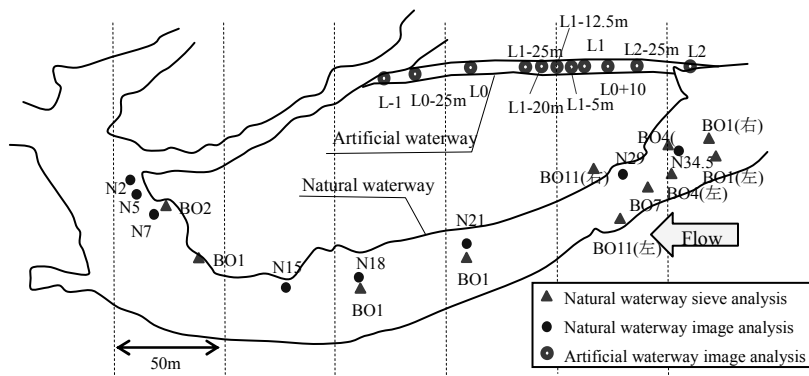 L1-12.5m
L1-25m
L1
L2-25m
L2
L-1
L0-25m
L0
L1-20m
L1-5m
L0+10
Artificial waterway
Natural waterway
BO1(右)
BO4(
N29
N34.5
BO11(右)
BO1(左)
BO4(左)
BO7
BO11(左)
Flow
N2
N5
N7
BO2
BO1
N15
N18
BO1
N21
BO1
50m
Natural waterway sieve analysis
Natural waterway image analysis
Artificial waterway image analysis